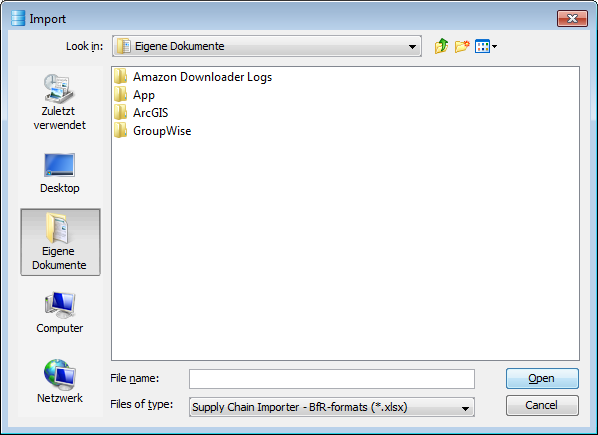 Import
Look in:
Eigene Dokumente
Zuletzt
verwendet
Desktop
Eigene
Dokumente
Computer
Netzwerk
Amazon Downloader Logs
App
ArcGIS
GroupWise
File name:
Open
Files of type:
Supply Chain Importer - BfR-formats (*.xlsx)
Cancel